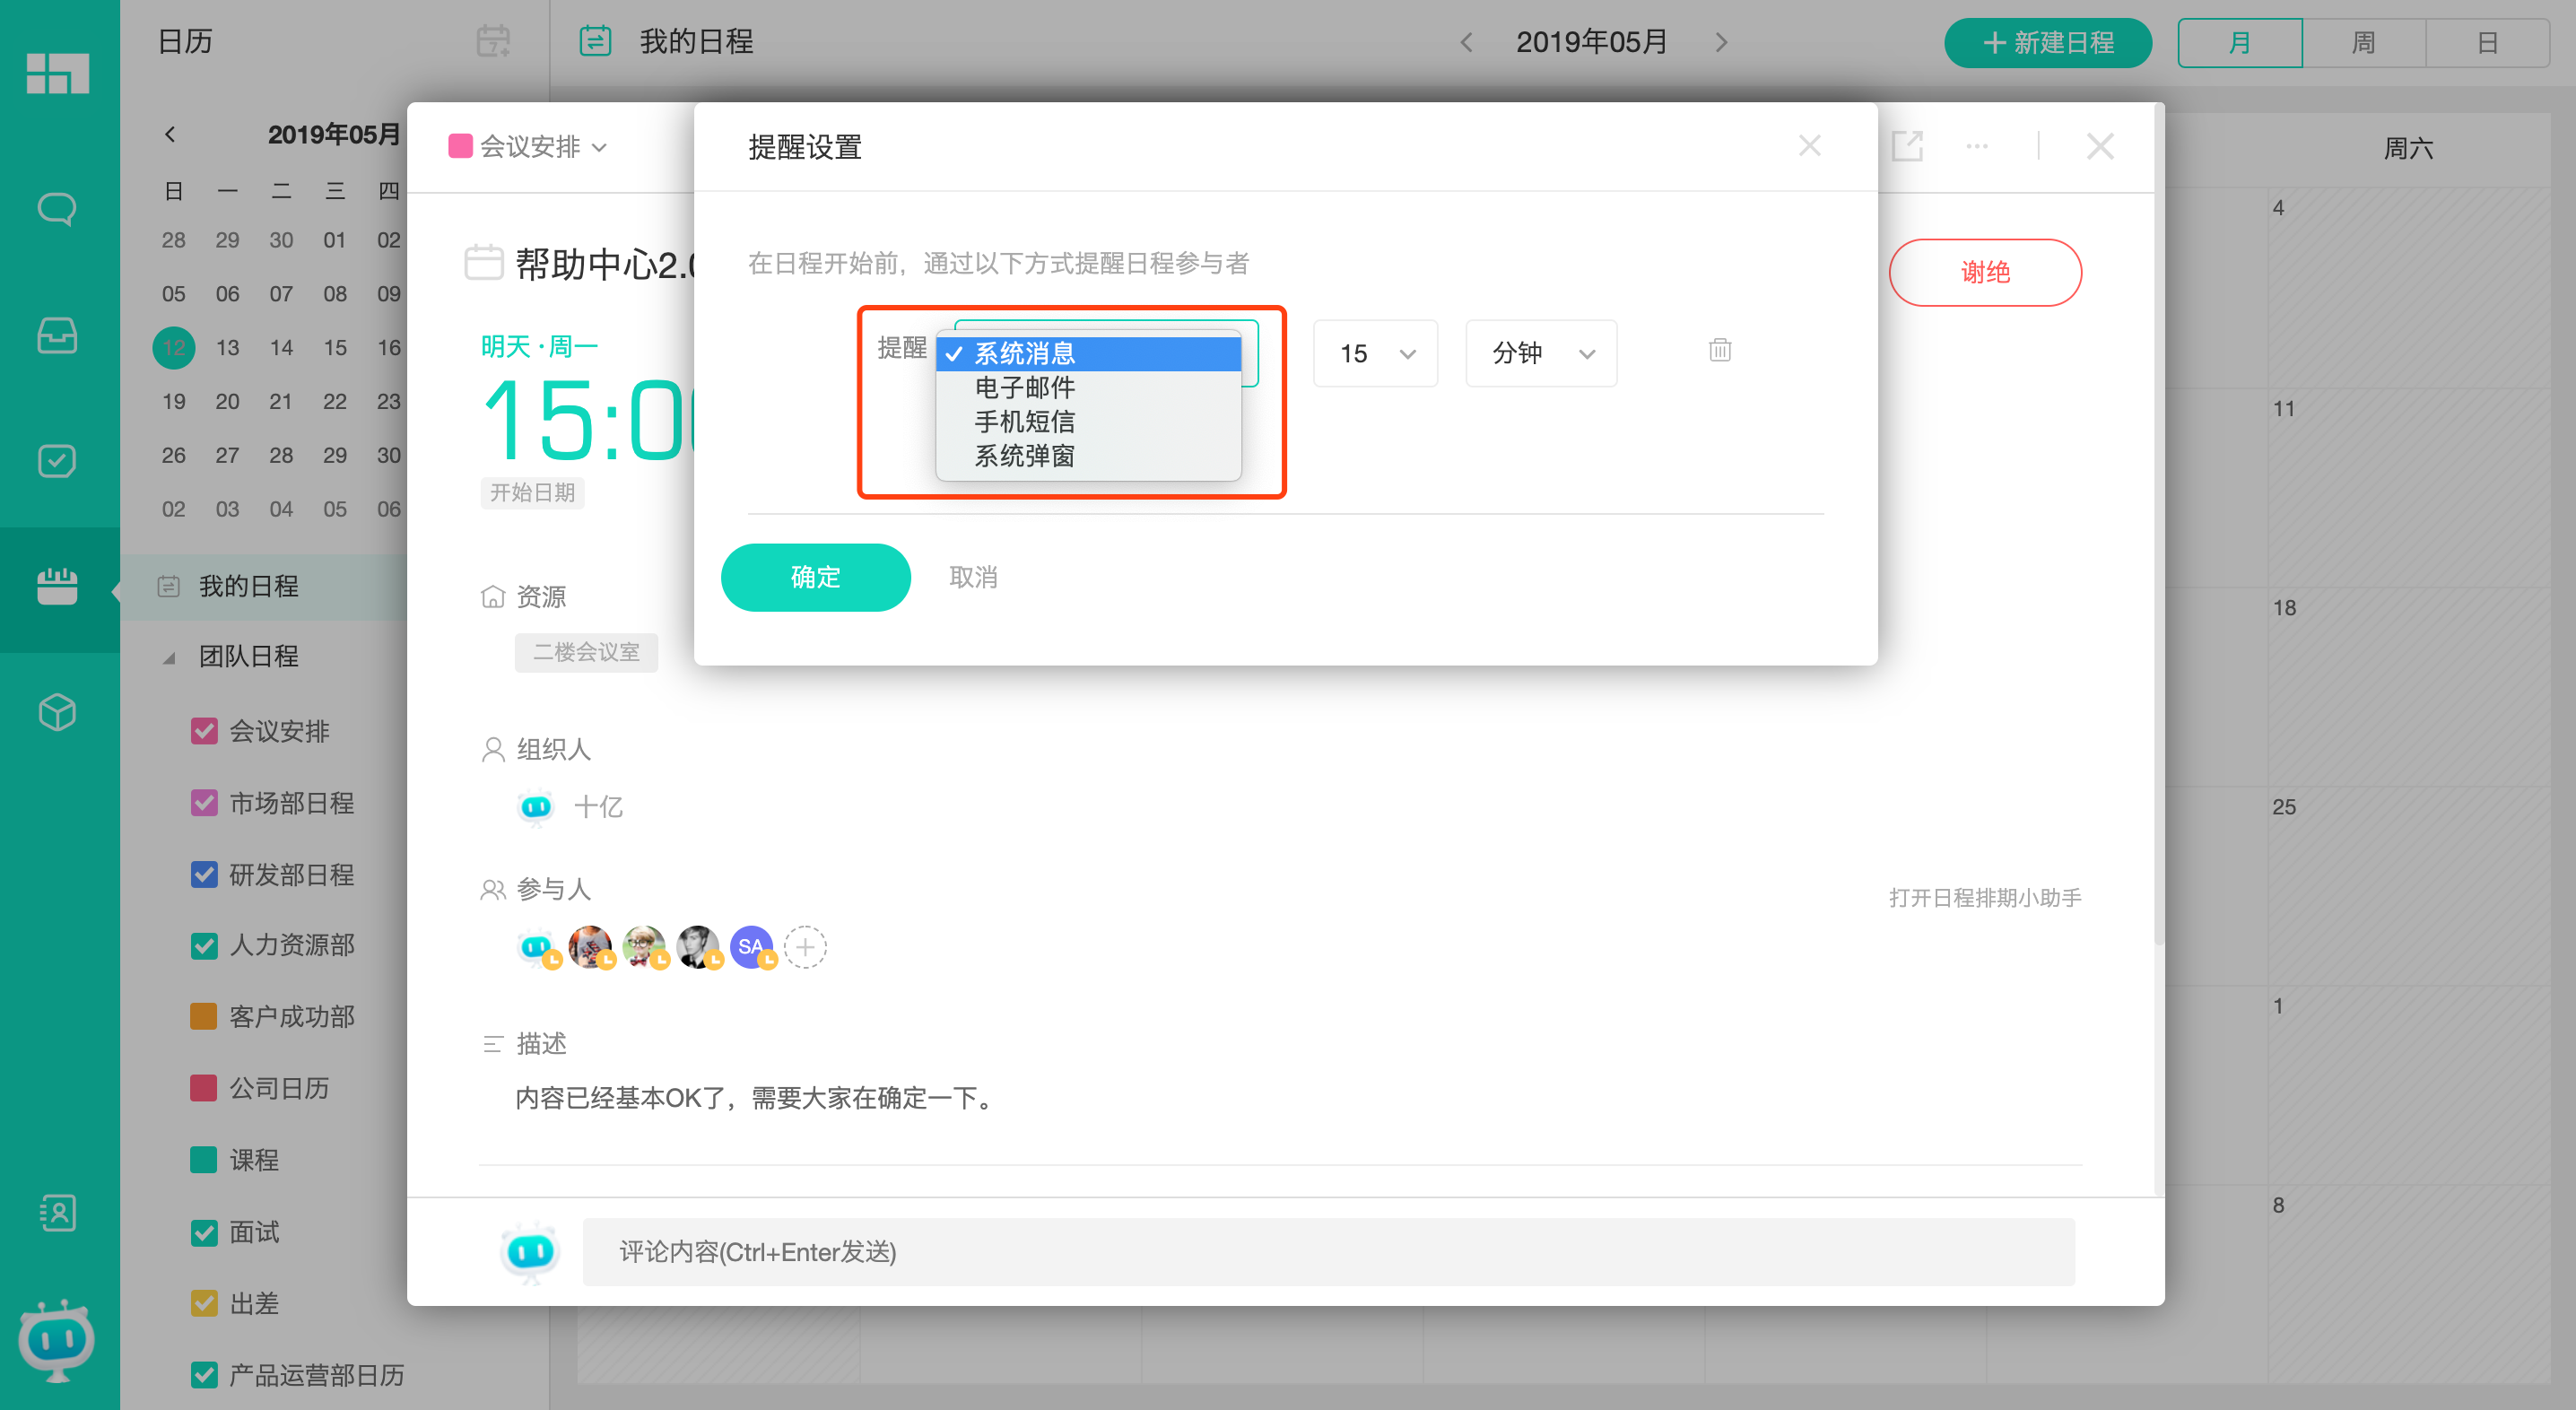 日历
7+
我的日程
2019年05月
新建日程
月
周
日
2019年05月
日 一 二 三 四
28 29 30 01 02
05 06 07 08 09
12 13 14 15 16
19 20 21 22 23
26 27 28 29 30
02 03 04 05 06
我的日程
团队日程
会议安排
市场部日程
研发部日程
人力资源部
客户成功部
公司日历
课程
面试
出差
产品运营部日历
会议安排
帮助中心2.
明天·周一
15:0
开始日期
资源
二楼会议室
组织人
十亿
参与人
SA
打开日程排期小助手
描述
内容已经基本OK了，需要大家在确定一下。
评论内容(Ctrl+Enter发送)
谢绝
提醒设置
在日程开始前，通过以下方式提醒日程参与者
提醒
系统消息
电子邮件
手机短信
系统弹窗
15
分钟
确定
取消
周六
4
11
18
25
1
8